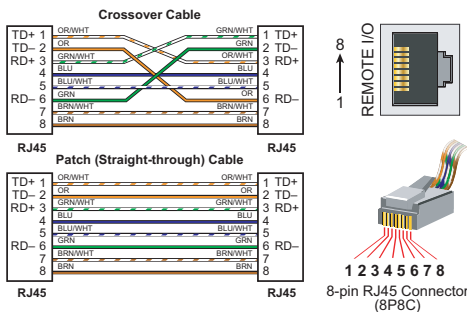 Crossover Cable
TD+ 1 OR/WHT GRN/WHT 1 TD+
TD– 2 OR GRN 2 TD–
RD+ 3 GRN/WHT OR/WHT 3 RD+
4 BLU BLU 4
5 BLU/WHT BLU/WHT 5
RD– 6 GRN OR 6 RD–
7 BRN/WHT BRN/WHT 7
8 BRN BRN 8
RJ45 RJ45
8
1
REMOTE I/O
Patch (Straight-through) Cable
TD+ 1 OR/WHT OR/WHT 1 TD+
TD– 2 OR OR 2 TD–
RD+ 3 GRN/WHT GRN/WHT 3 RD+
4 BLU BLU 4
5 BLU/WHT BLU/WHT 5
RD– 6 GRN GRN 6 RD–
7 BRN/WHT BRN/WHT 7
8 BRN BRN 8
RJ45 RJ45
1 2 3 4 5 6 7 8
8-pin RJ45 Connector
(8P8C)